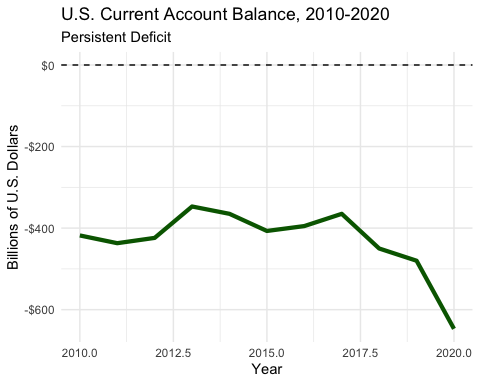 U.S. Current Account Balance, 2010-2020
Persistent Deficit
Billions of U.S. Dollars
$0
-$200
-$400
-$600
2010.0 2012.5 2015.0 2017.5 2020.0
Year